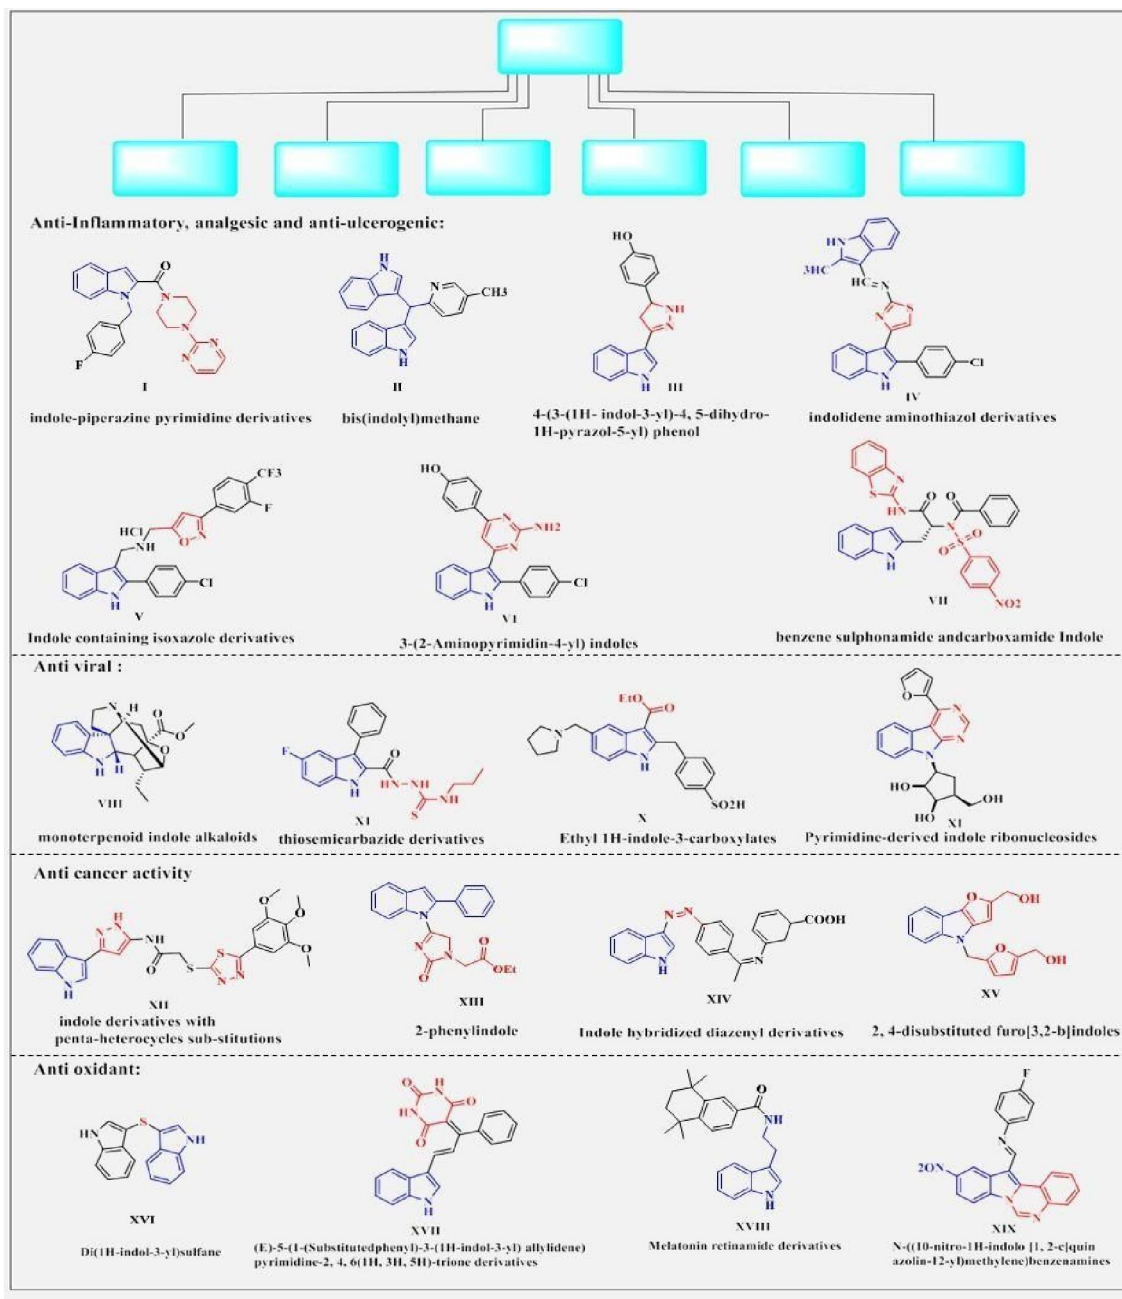 Anti-Inflammatory, analgesic and anti-ulcerogenic:
HN
3HC
HC
N
N
S
N
H
Cl
IV
indolidene aminothiazol derivatives
HO
NH
N
N
H
III
4-(3-(1H- indol-3-yl)-4, 5-dihydro-
1H-pyrazol-5-yl) phenol
H
N
N
CH3
N
H
II
bis(indolyl)methane
O
N
N
N
N
N
F
I
indole-piperazine pyrimidine derivatives
CF3
F
HCl
NH
O
N
Cl
N
H
V
Indole containing isoxazole derivatives
HO
N
NH2
N
Cl
N
H
VI
3-(2-Aminopyrimidin-4-yl) indoles
N
S
HN
O
O
N
O
S
O
N
H
NO2
VII
benzene sulphonamide andcarboxamide Indole
Anti viral :
N
H
O
O
O
N
H
H
VIII
monoterpenoid indole alkaloids
F
O
N
H
HN
NH
NH
S
XI
thiosemicarbazide derivatives
EtO
O
N
N
H
SO2H
X
Ethyl 1H-indole-3-carboxylates
O
N
N
N
HO
HO
OH
XI
Pyrimidine-derived indole ribonucleosides
Anti cancer activity
H
N
N
NH
O
S
S
N
N
O
O
O
N
H
XII
indole derivatives with
penta-heterocycles sub-stitutions
N
N
N
O
O
OEt
XIII
2-phenylindole
N=N
N
H
N
COOH
XIV
Indole hybridized diazenyl derivatives
O
OH
N
O
OH
XV
2, 4-disubstituted furo[3,2-b]indoles
Anti oxidant:
HN
S
NH
XVI
Di(1H-indol-3-yl)sulfane
O
H
N
O
HN
O
N
H
XVII
(E)-5-(1-(Substitutedphenyl)-3-(1H-indol-3-yl) allylidene)
pyrimidine-2, 4, 6(1H, 3H, 5H)-trione derivatives
O
NH
N
H
XVIII
Melatonin retinamide derivatives
F
N
2ON
N
N
XIX
N-((10-nitro-1H-indolo [1, 2-c]quin
azolin-12-yl)methylene)benzenamines